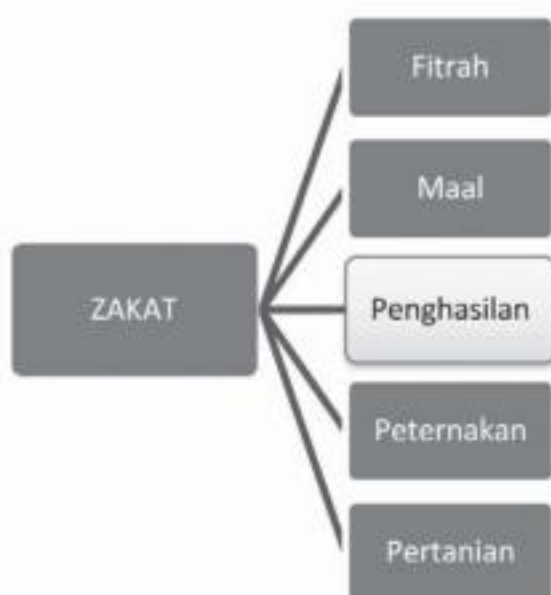 ZAKAT
Fitrah
Maal
Penghasilan
Peternakan
Pertanian